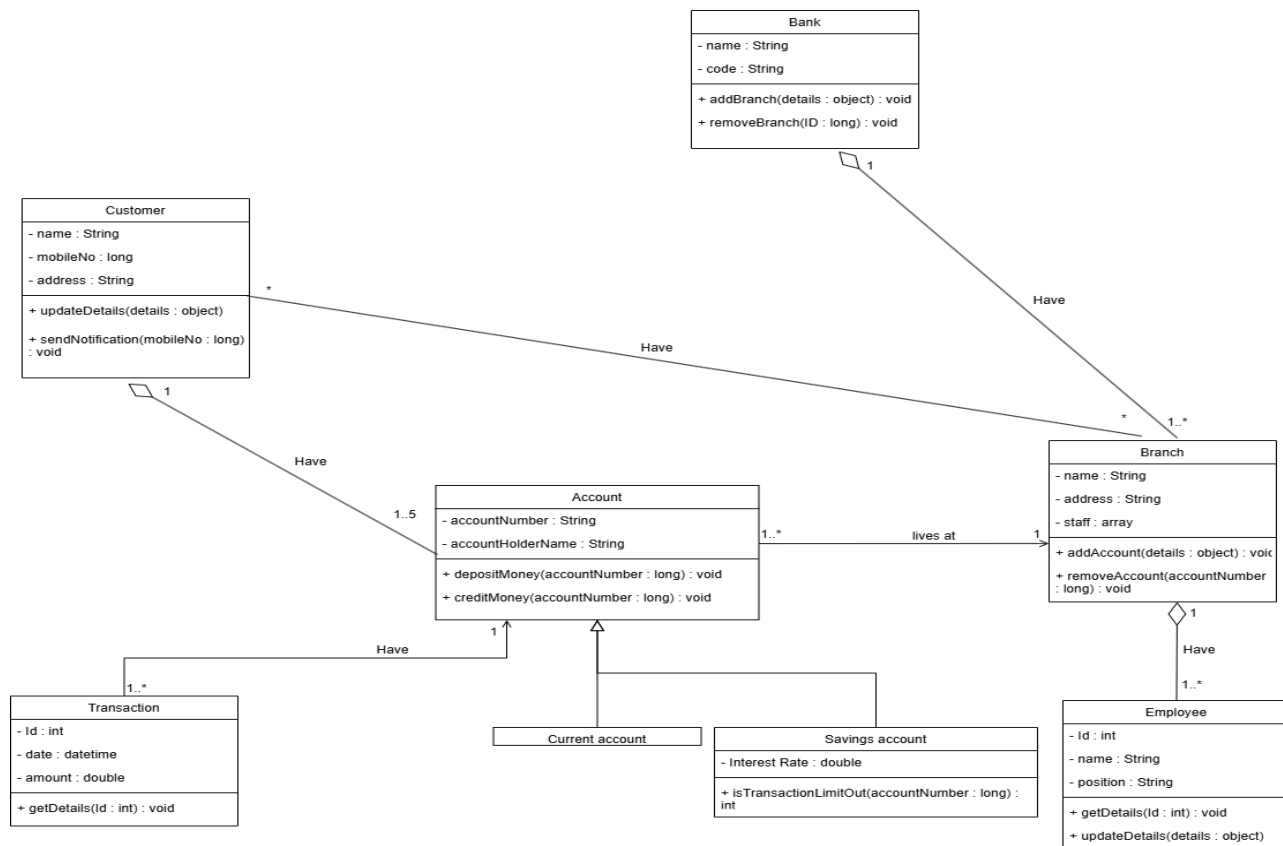 Bank
- name : String
- code : String
+ addBranch(details : object) : void
+ removeBranch(ID : long) : void
1
Have
1..*
Customer
- name : String
- mobileNo : long
- address : String
+ updateDetails(details : object)
+ sendNotification(mobileNo : long)
: void
*
Have
*
1
Have
1..5
Account
- accountNumber : String
- accountHolderName : String
+ depositMoney(accountNumber : long) : void
+ creditMoney(accountNumber : long) : void
1..*
lives at
1
Branch
- name : String
- address : String
- staff : array
+ addAccount(details : object) : void
+ removeAccount(accountNumber
: long) : void
1
Have
1..*
1
Have
1..*
Transaction
- Id : int
- date : datetime
- amount : double
+ getDetails(Id : int) : void
Current account
Savings account
- Interest Rate : double
+ isTransactionLimitOut(accountNumber : long) :
int
Employee
- Id : int
- name : String
- position : String
+ getDetails(Id : int) : void
+ updateDetails(details : object)